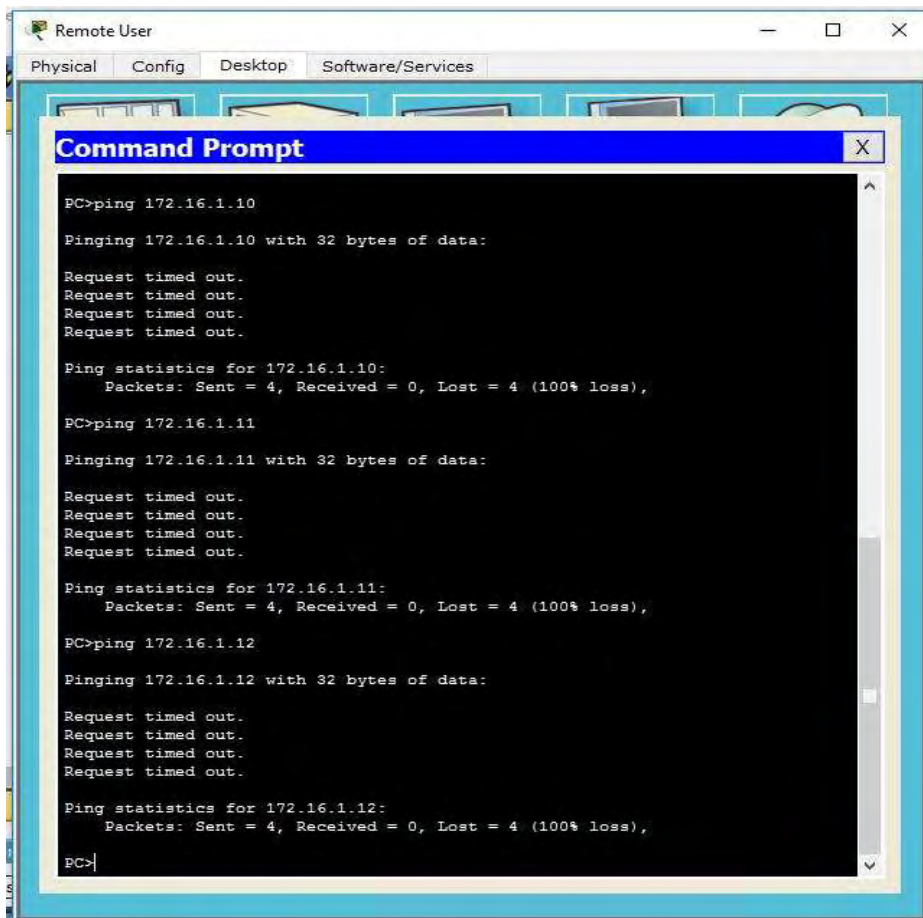 Remote User
Physical Config Desktop Software/Services
Command Prompt
X
PC>ping 172.16.1.10
Pinging 172.16.1.10 with 32 bytes of data:
Request timed out.
Request timed out.
Request timed out.
Request timed out.
Ping statistics for 172.16.1.10:
Packets: Sent = 4, Received = 0, Lost = 4 (100% loss),
PC>ping 172.16.1.11
Pinging 172.16.1.11 with 32 bytes of data:
Request timed out.
Request timed out.
Request timed out.
Request timed out.
Ping statistics for 172.16.1.11:
Packets: Sent = 4, Received = 0, Lost = 4 (100% loss),
PC>ping 172.16.1.12
Pinging 172.16.1.12 with 32 bytes of data:
Request timed out.
Request timed out.
Request timed out.
Request timed out.
Ping statistics for 172.16.1.12:
Packets: Sent = 4, Received = 0, Lost = 4 (100% loss),
PC>